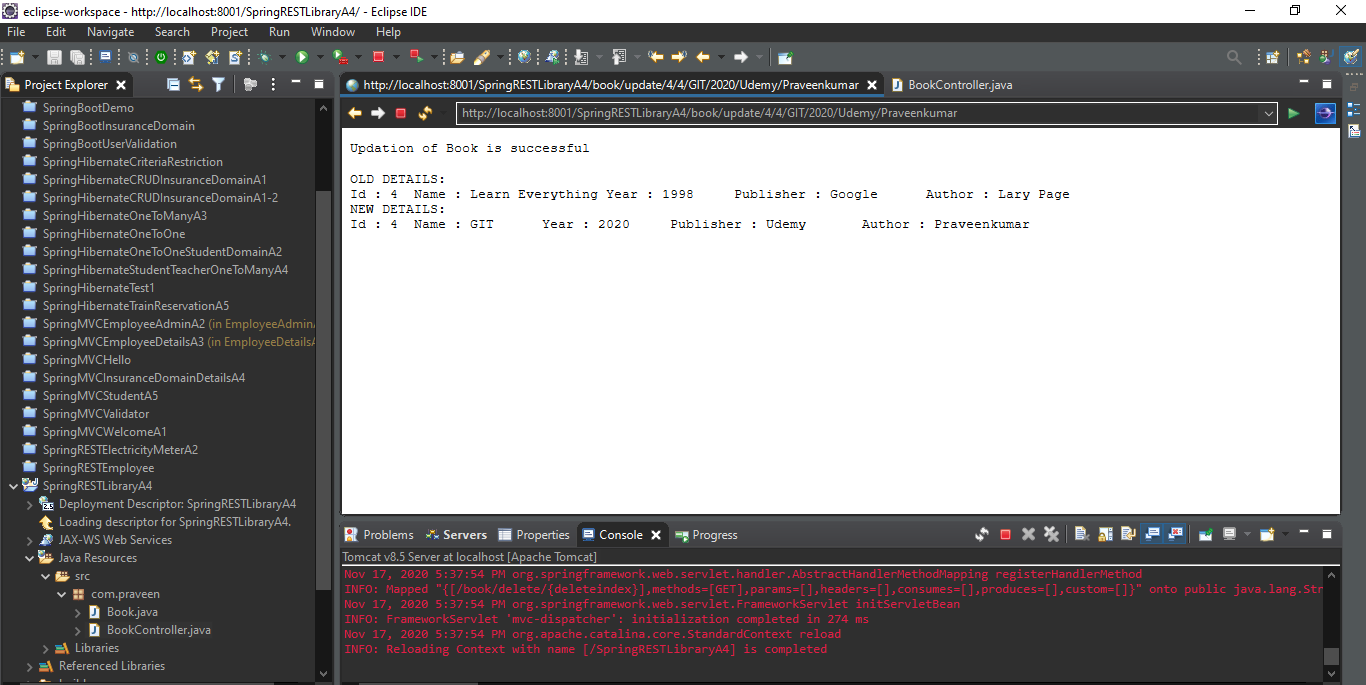 eclipse-workspace - http://localhost:8001/SpringRESTLibraryA4/ - Eclipse IDE
File Edit Navigate Search Project Run Window Help
Project Explorer
SpringBootDemo
SpringBootInsuranceDomain
SpringBootUserValidation
SpringHibernateCriteriaRestriction
SpringHibernateCRUDInsuranceDomainA1
SpringHibernateCRUDInsuranceDomainA1-2
SpringHibernateOneToManyA3
SpringHibernateOneToOne
SpringHibernateOneToOneStudentDomainA2
SpringHibernateStudentTeacherOneToManyA4
SpringHibernateTest1
SpringHibernateTrainReservationA5
SpringMVCEmployeeAdminA2 (in EmployeeAdmin
SpringMVCEmployeeDetailsA3 (in EmployeeDetails
SpringMVCHello
SpringMVCInsuranceDomainDetailsA4
SpringMVCStudentA5
SpringMVCValidator
SpringMVCWelcomeA1
SpringRESTElectricityMeterA2
SpringRESTEmployee
SpringRESTLibraryA4
Deployment Descriptor: SpringRESTLibraryA4
Loading descriptor for SpringRESTLibraryA4.
JAX-WS Web Services
Java Resources
src
com.praveen
Book.java
BookController.java
Libraries
Referenced Libraries
http://localhost:8001/SpringRESTLibraryA4/book/update/4/4/GIT/2020/Udemy/Praveenkumar
BookController.java
http://localhost:8001/SpringRESTLibraryA4/book/update/4/4/GIT/2020/Udemy/Praveenkumar
Updation of Book is successful
OLD DETAILS:
Id : 4 Name : Learn Everything Year : 1998 Publisher : Google Author : Lary Page
NEW DETAILS:
Id : 4 Name : GIT Year : 2020 Publisher : Udemy Author : Praveenkumar
Problems Servers Properties Console Progress
Tomcat v8.5 Server at localhost [Apache Tomcat]
Nov 17, 2020 5:37:54 PM org.springframework.web.servlet.handler.AbstractHandlerMethodMapping registerHandlerMethod
INFO: Mapped "{[/book/delete/{deleteindex}],methods=[GET],params=[],headers=[],consumes=[],produces=[],custom=[]}" onto public java.lang.Str
Nov 17, 2020 5:37:54 PM org.springframework.web.servlet.FrameworkServlet initServletBean
INFO: FrameworkServlet 'mvc-dispatcher': initialization completed in 274 ms
Nov 17, 2020 5:37:54 PM org.apache.catalina.core.StandardContext reload
INFO: Reloading Context with name [/SpringRESTLibraryA4] is completed